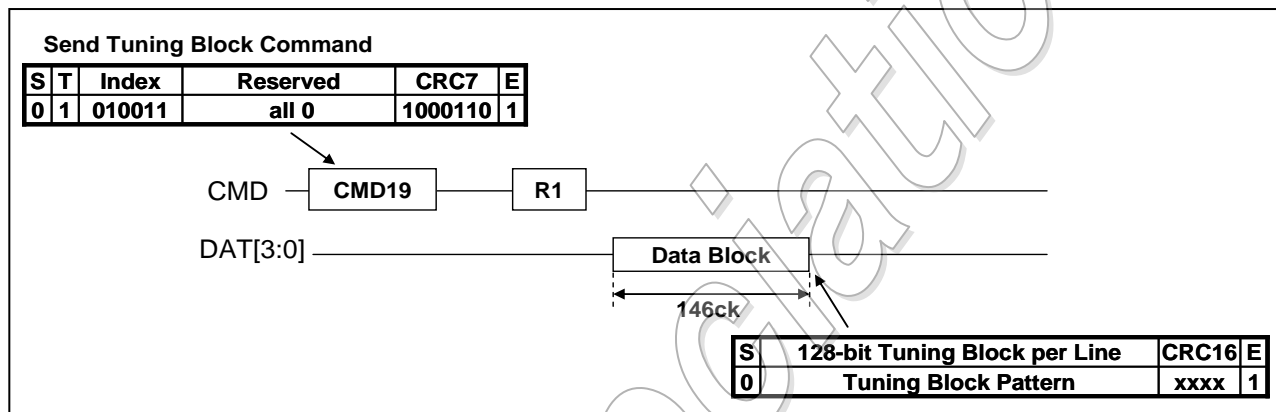 Send Tuning Block Command
S T Index Reserved CRC7 E
0 1 010011 all 0 1000110 1
CMD CMD19 R1
DAT[3:0] Data Block
146ck
S 128-bit Tuning Block per Line CRC16 E
0 Tuning Block Pattern xxxx 1